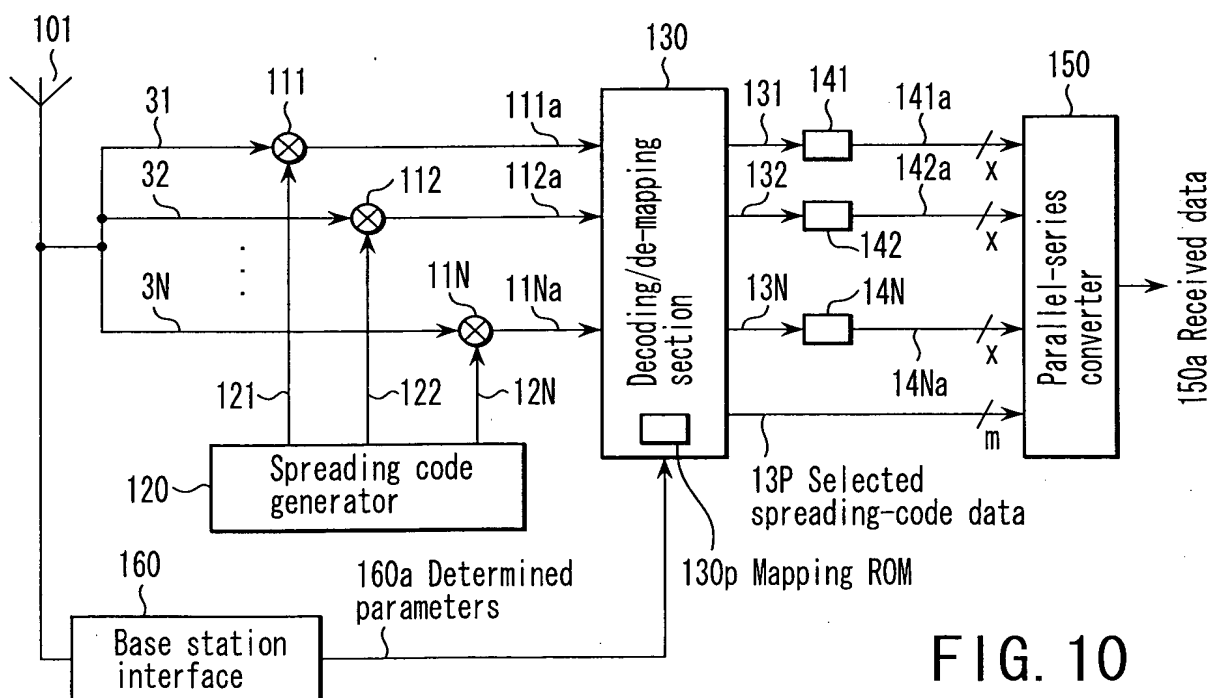 101
130
150
31
111
111a
131
141
141a
X
32
112
112a
132
142
142a
X
3N
11N
11Na
13N
14N
14Na
X
Decoding/de-mapping
section
Parallel-series
converter
150a Received data
121
122
12N
m
120
Spreading code
generator
13P Selected
spreading-code data
130p Mapping ROM
160
160a Determined
parameters
Base station
interface
FIG. 10